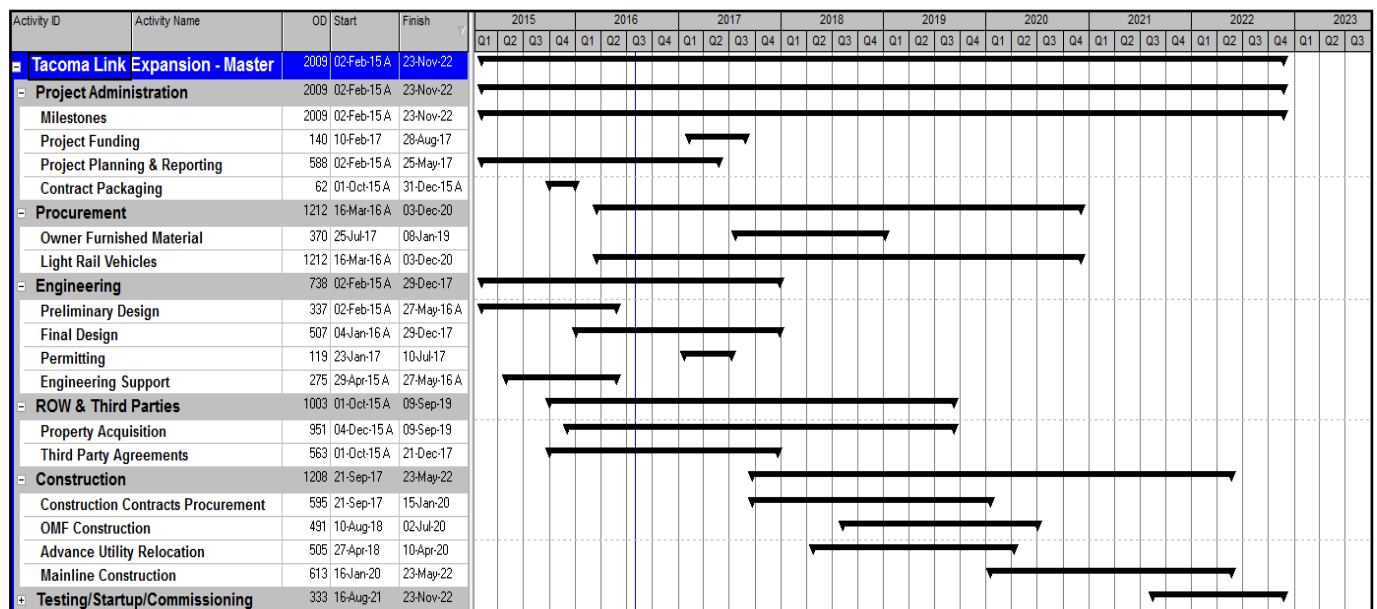 Activity ID Activity Name OD Start Finish 2015 2016 2017 2018 2019 2020 2021 2022 2023
Q1 Q2 Q3 Q4 Q1 Q2 Q3 Q4 Q1 Q2 Q3 Q4 Q1 Q2 Q3 Q4 Q1 Q2 Q3 Q4 Q1 Q2 Q3 Q4 Q1 Q2 Q3 Q4 Q1 Q2 Q3 Q4 Q1 Q2 Q3
Tacoma Link Expansion - Master 2009 02-Feb-15 A 23-Nov-22
Project Administration 2009 02-Feb-15 A 23-Nov-22
Milestones 2009 02-Feb-15 A 23-Nov-22
Project Funding 140 10-Feb-17 28-Aug-17
Project Planning & Reporting 588 02-Feb-15 A 25-May-17
Contract Packaging 62 01-Oct-15 A 31-Dec-15 A
Procurement 1212 16-Mar-16 A 03-Dec-20
Owner Furnished Material 370 25-Jul-17 08-Jan-19
Light Rail Vehicles 1212 16-Mar-16 A 03-Dec-20
Engineering 738 02-Feb-15 A 29-Dec-17
Preliminary Design 337 02-Feb-15 A 27-May-16 A
Final Design 507 04-Jan-16 A 29-Dec-17
Permitting 119 23-Jan-17 10-Jul-17
Engineering Support 275 29-Apr-15 A 27-May-16 A
ROW & Third Parties 1003 01-Oct-15 A 09-Sep-19
Property Acquisition 951 04-Dec-15 A 09-Sep-19
Third Party Agreements 563 01-Oct-15 A 21-Dec-17
Construction 1208 21-Sep-17 23-May-22
Construction Contracts Procurement 595 21-Sep-17 15-Jan-20
OMF Construction 491 10-Aug-18 02-Jul-20
Advance Utility Relocation 505 27-Apr-18 10-Apr-20
Mainline Construction 613 16-Jan-20 23-May-22
Testing/Startup/Commissioning 333 16-Aug-21 23-Nov-22